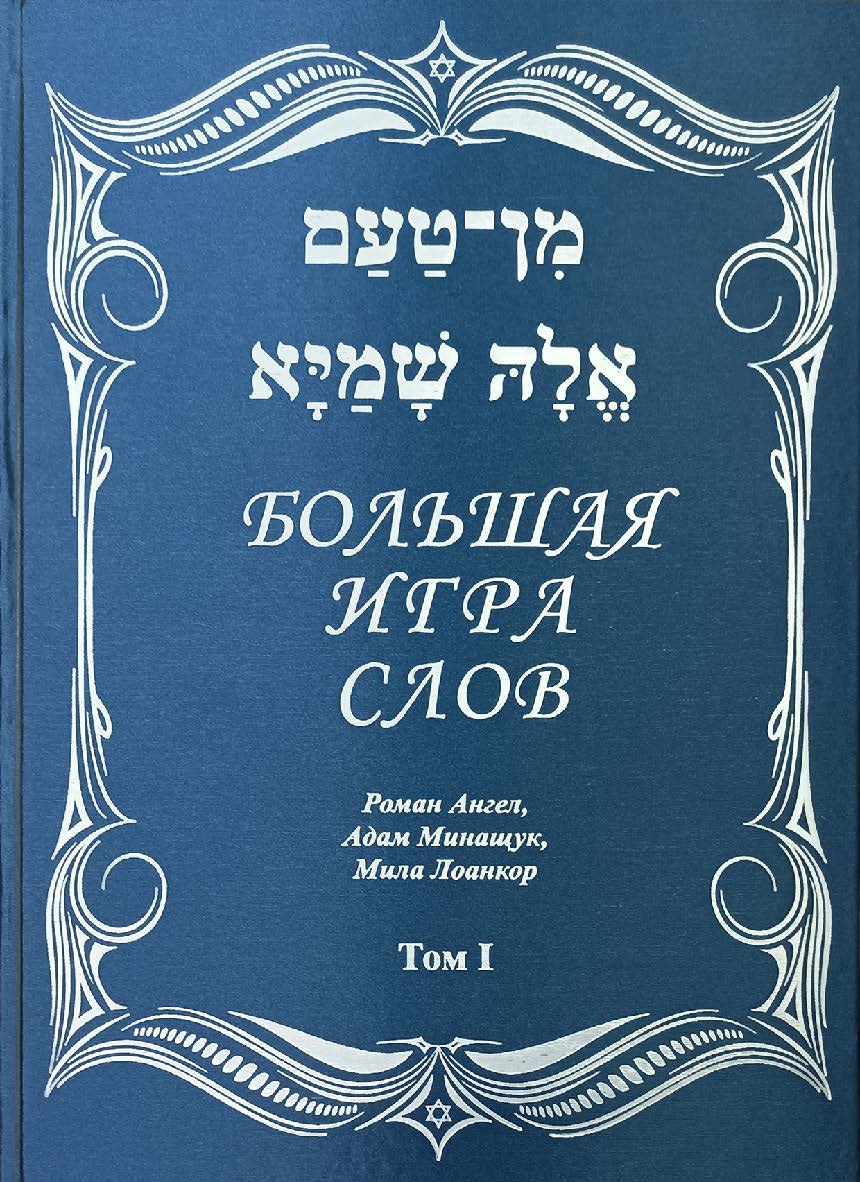 מִן־טַעַם
אֱלָהּ שְׁמַיָּא
БОЛЬШАЯ
ИГРА
СЛОВ
Роман Ангел,
Адам Минащук,
Мила Лоанкор
Том I